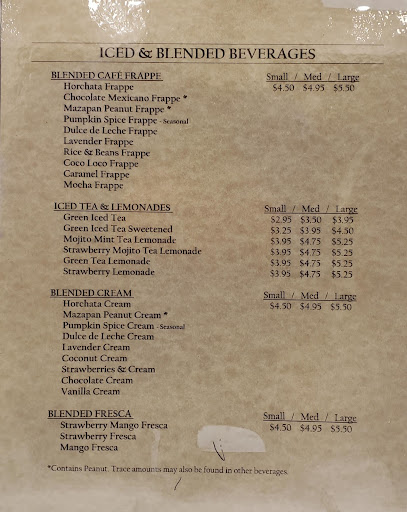 ICED & BLENDED BEVERAGES
BLENDED CAFÉ FRAPPE Small / Med / Large
Horchata Frappe $4.50 $4.95 $5.50
Chocolate Mexicano Frappe *
Mazapan Peanut Frappe *
Pumpkin Spice Frappe - Seasonal
Dulce de Leche Frappe
Lavender Frappe
Rice & Beans Frappe
Coco Loco Frappe
Caramel Frappe
Mocha Frappe
ICED TEA & LEMONADES Small / Med / Large
Green Iced Tea $2.95 $3.50 $3.95
Green Iced Tea Sweetened $3.25 $3.95 $4.50
Mojito Mint Tea Lemonade $3.95 $4.75 $5.25
Strawberry Mojito Tea Lemonade $3.95 $4.75 $5.25
Green Tea Lemonade $3.95 $4.75 $5.25
Strawberry Lemonade $3.95 $4.75 $5.25
BLENDED CREAM Small / Med / Large
Horchata Cream $4.50 $4.95 $5.50
Mazapan Peanut Cream *
Pumpkin Spice Cream - Seasonal
Dulce de Leche Cream
Lavender Cream
Coconut Cream
Strawberries & Cream
Chocolate Cream
Vanilla Cream
BLENDED FRESCA Small / Med / Large
Strawberry Mango Fresca $4.50 $4.95 $5.50
Strawberry Fresca
Mango Fresca
*Contains Peanut. Trace amounts may also be found in other beverages.